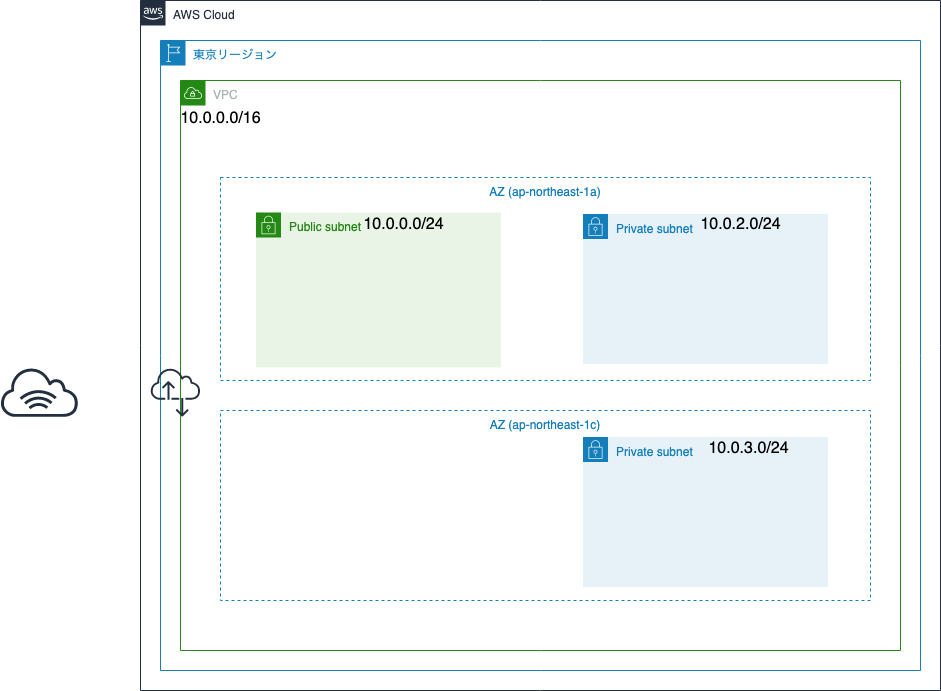 aws
AWS Cloud
東京リージョン
VPC
10.0.0.0/16
AZ (ap-northeast-1a)
Public subnet 10.0.0.0/24
Private subnet 10.0.2.0/24
AZ (ap-northeast-1c)
Private subnet 10.0.3.0/24